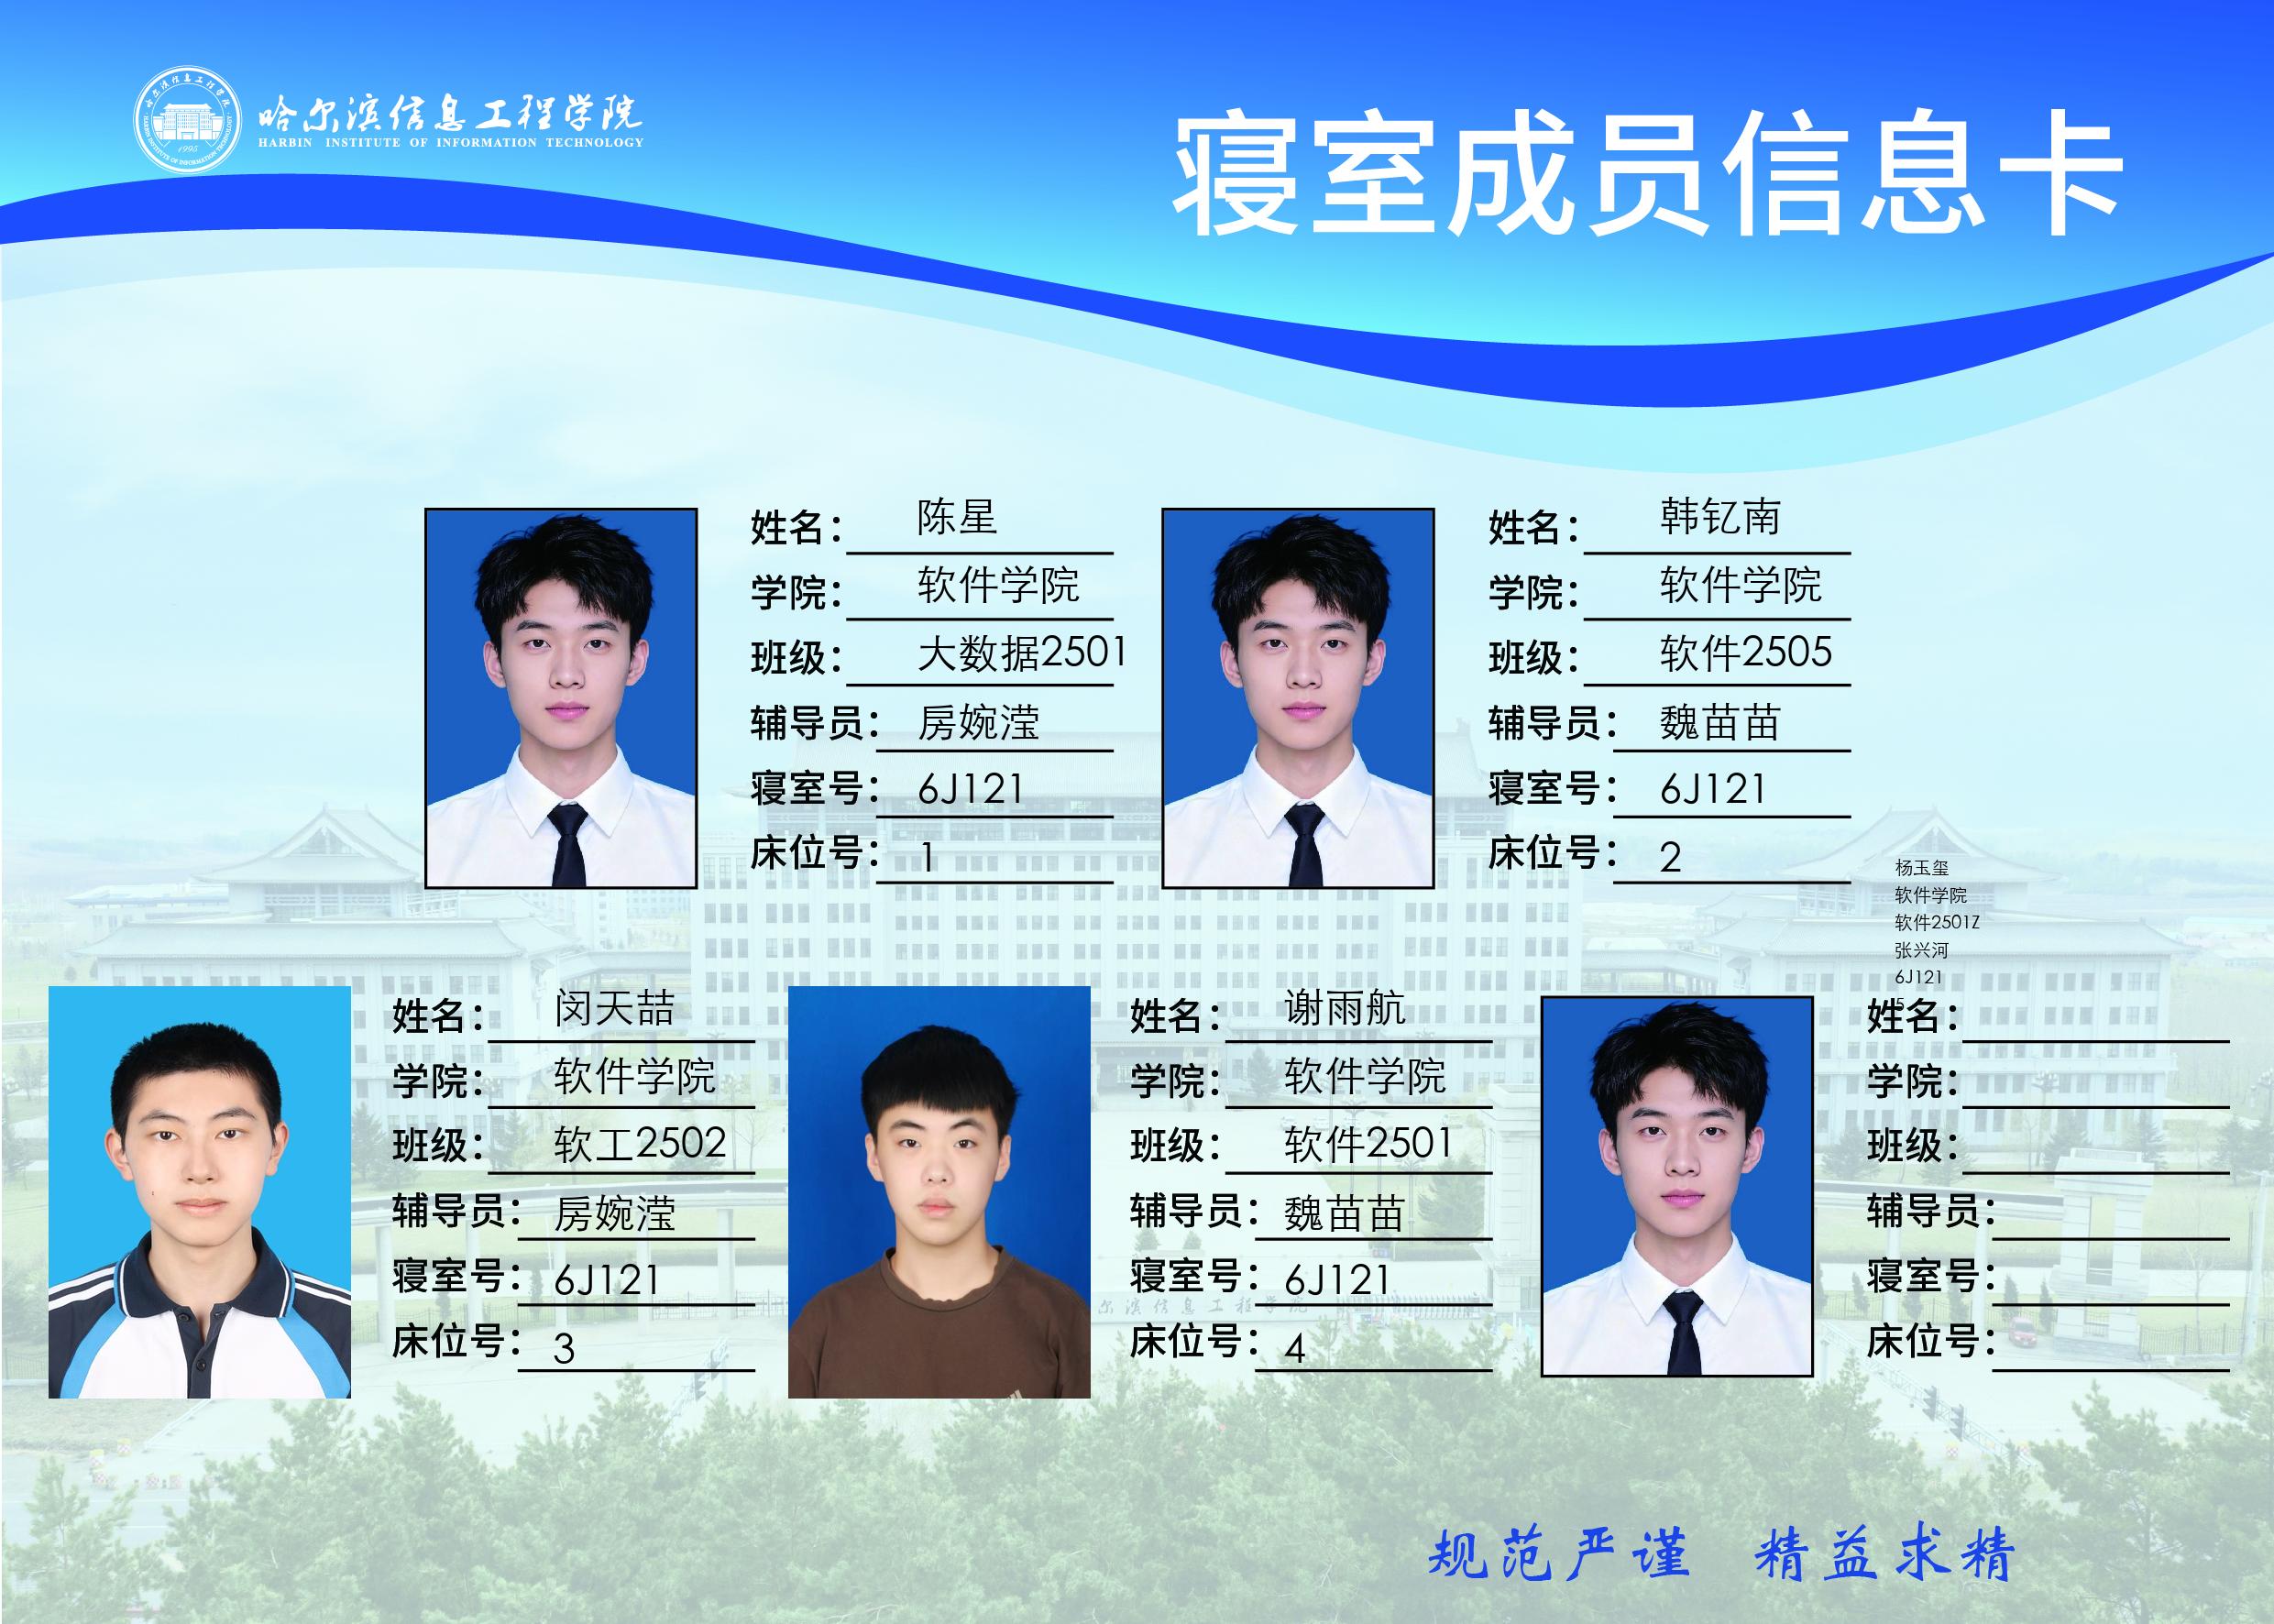 哈尔滨信息工程学院
HARBIN INSTITUTE OF INFORMATION TECHNOLOGY
1995
寝室成员信息卡
姓名： 陈星
学院： 软件学院
班级： 大数据2501
辅导员： 房婉滢
寝室号： 6J121
床位号： 1
姓名： 韩钇南
学院： 软件学院
班级： 软件2505
辅导员： 魏苗苗
寝室号： 6J121
床位号： 2
杨玉玺
软件学院
软件2501Z
张兴河
6J121
5
姓名： 闵天喆
学院： 软件学院
班级： 软工2502
辅导员： 房婉滢
寝室号： 6J121
床位号： 3
姓名： 谢雨航
学院： 软件学院
班级： 软件2501
辅导员： 魏苗苗
寝室号： 6J121
床位号： 4
姓名：
学院：
班级：
辅导员：
寝室号：
床位号：
规范严谨 精益求精